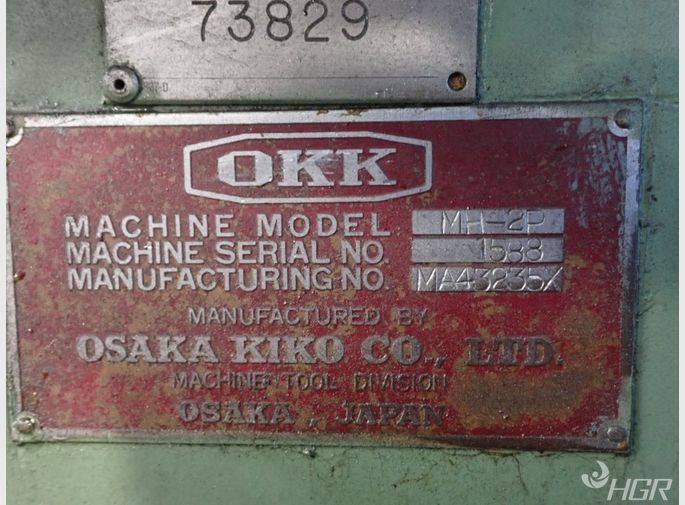 73829
OKK
MACHINE MODEL MH-2P
MACHINE SERIAL NO. 1588
MANUFACTURING NO. MA43235X
MANUFACTURED BY
OSAKA KIKO CO., LTD.
MACHINE TOOL DIVISION
OSAKA, JAPAN
HGR